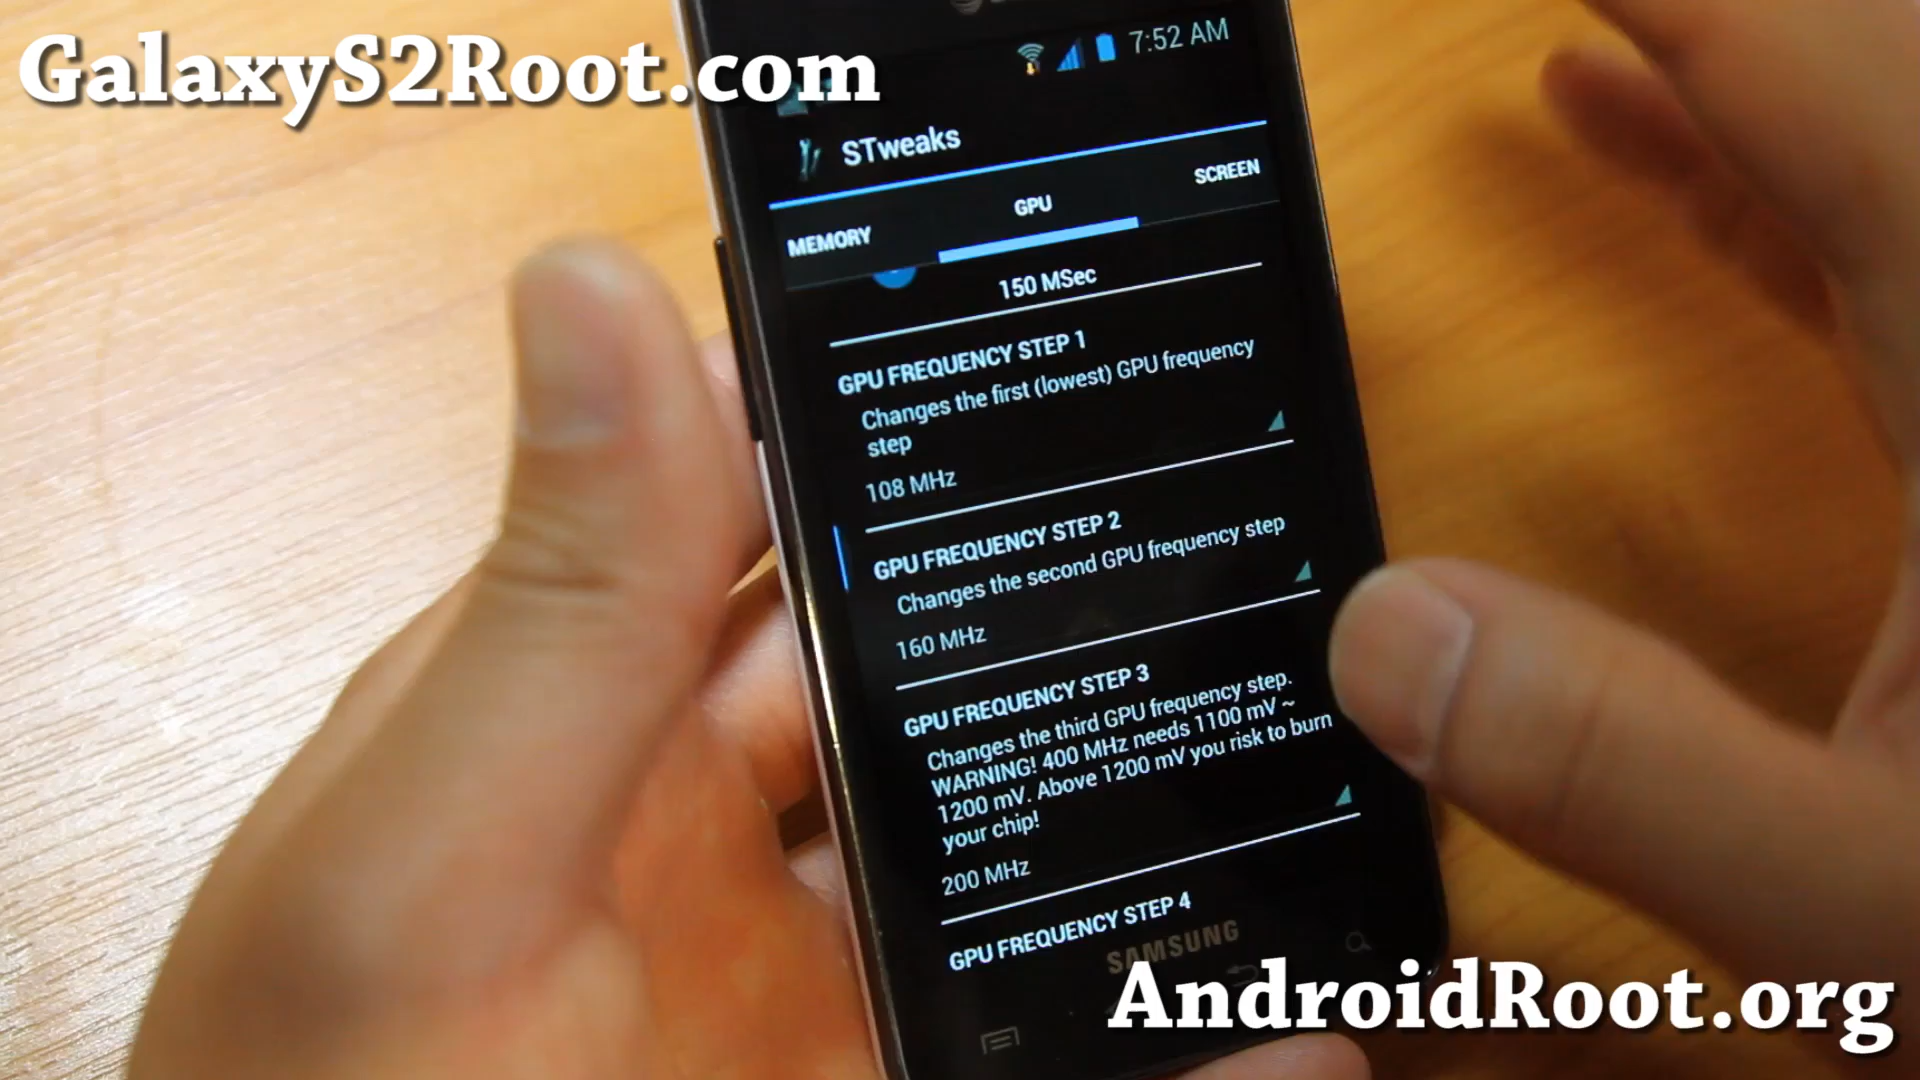 GalaxyS2Root.com
7:52 AM
STweaks
MEMORY
GPU
SCREEN
150 MSec
GPU FREQUENCY STEP 1
Changes the first (lowest) GPU frequency
step
108 MHz
GPU FREQUENCY STEP 2
Changes the second GPU frequency step
160 MHz
GPU FREQUENCY STEP 3
Changes the third GPU frequency step.
WARNING! 400 MHz needs 1100 mV ~
1200 mV. Above 1200 mV you risk to burn
your chip!
200 MHz
GPU FREQUENCY STEP 4
SAMSUNG
AndroidRoot.org